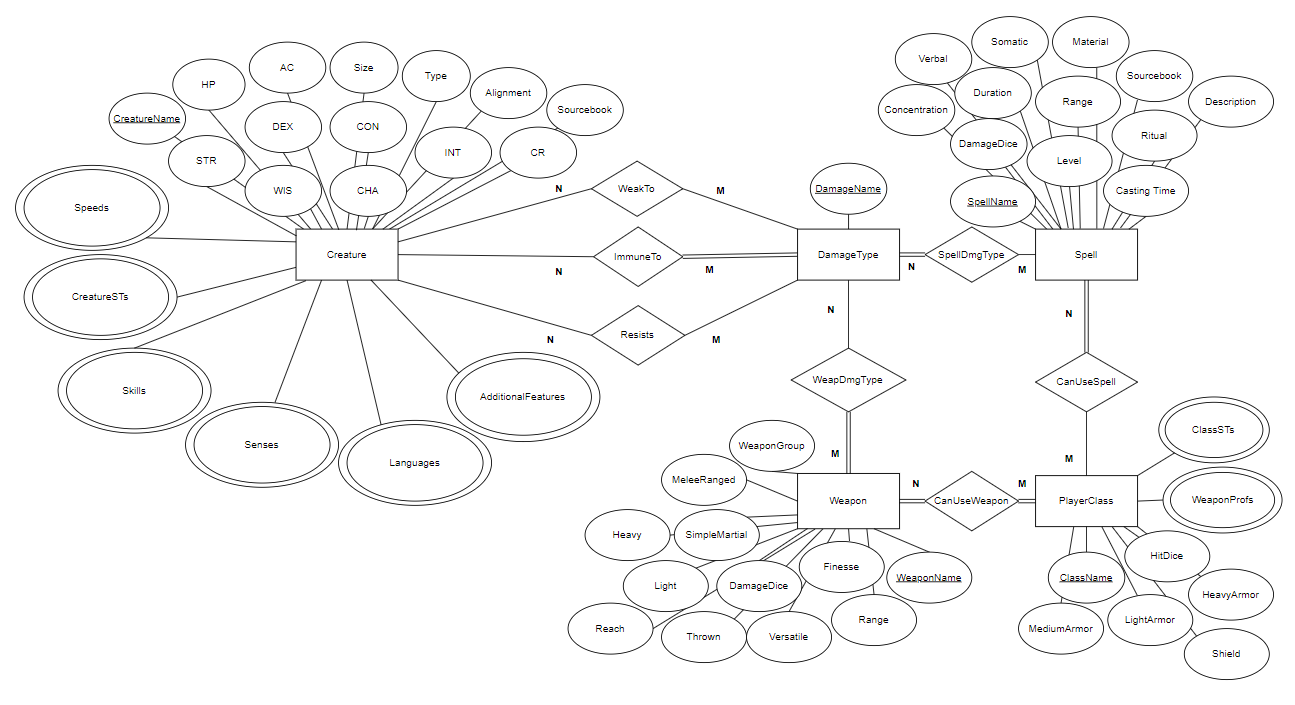 Somatic
Material
Verbal
AC
Size
Type
Sourcebook
HP
Alignment
Duration
Range
Description
Concentration
Sourcebook
CreatureName
DEX
CON
Ritual
DamageDice
INT
CR
STR
Level
WIS
CHA
N
WeakTo
M
DamageName
SpellName
Casting Time
Speeds
Creature
ImmuneTo
DamageType
SpellDmgType
Spell
N
M
N
M
CreatureSTs
N
N
Resists
N
M
WeapDmgType
CanUseSpell
Skills
AdditionalFeatures
ClassSTs
Senses
WeaponGroup
M
M
Languages
MeleeRanged
N
M
Weapon
CanUseWeapon
PlayerClass
WeaponProfs
Heavy
SimpleMartial
HitDice
Finesse
WeaponName
ClassName
Light
DamageDice
HeavyArmor
Range
LightArmor
Reach
Thrown
Versatile
MediumArmor
Shield